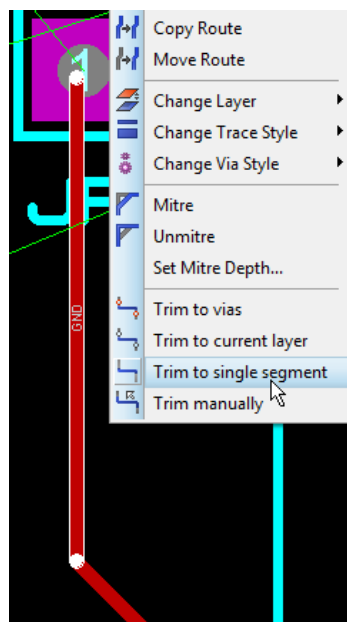 Copy Route
1
Move Route
Change Layer
Change Trace Style
Change Via Style
Mitre
Unmitre
Set Mitre Depth...
GND
Trim to vias
Trim to current layer
Trim to single segment
Trim manually